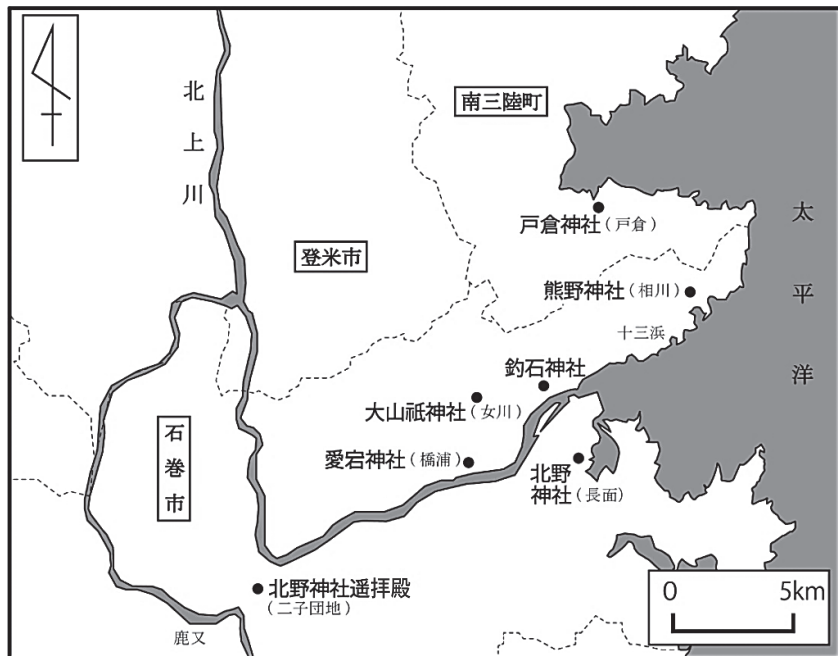 北上川
南三陸町
太平洋
戸倉神社(戸倉)
登米市
熊野神社(相川)
十三浜
釣石神社
大山祇神社(女川)
石巻市
愛宕神社(橋浦)
北野
神社(長面)
北野神社遥拝殿
(二子団地)
鹿又
0 5km